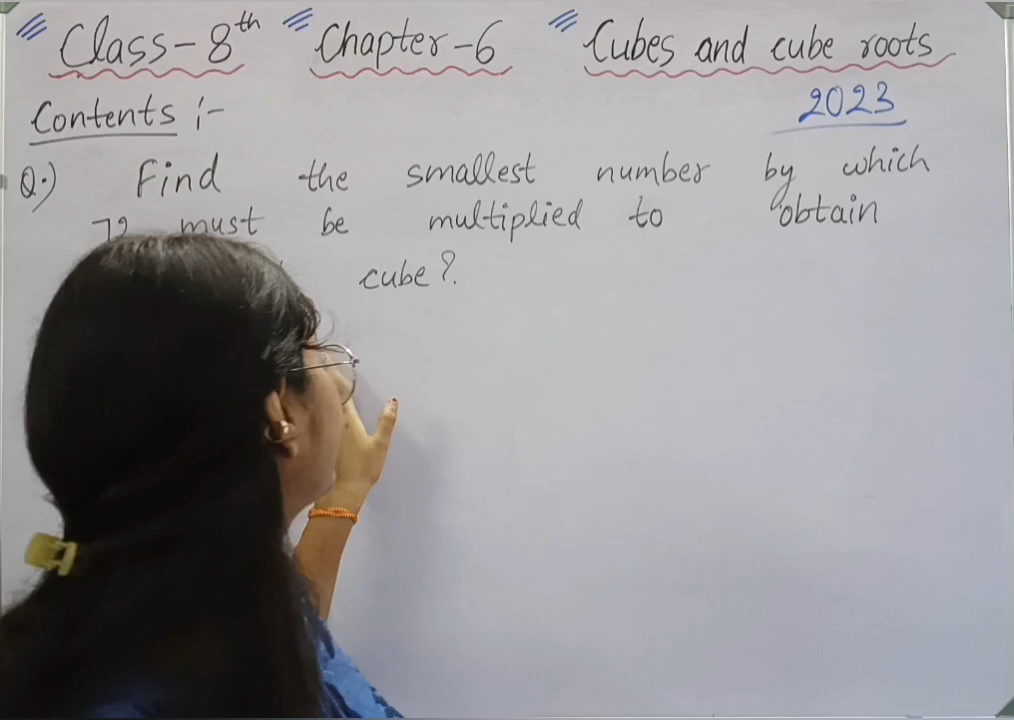 Class-8th Chapter-6 Cubes and cube roots
Contents :-
2023
Q.) Find the smallest number by which
72 must be multiplied to obtain
cube?